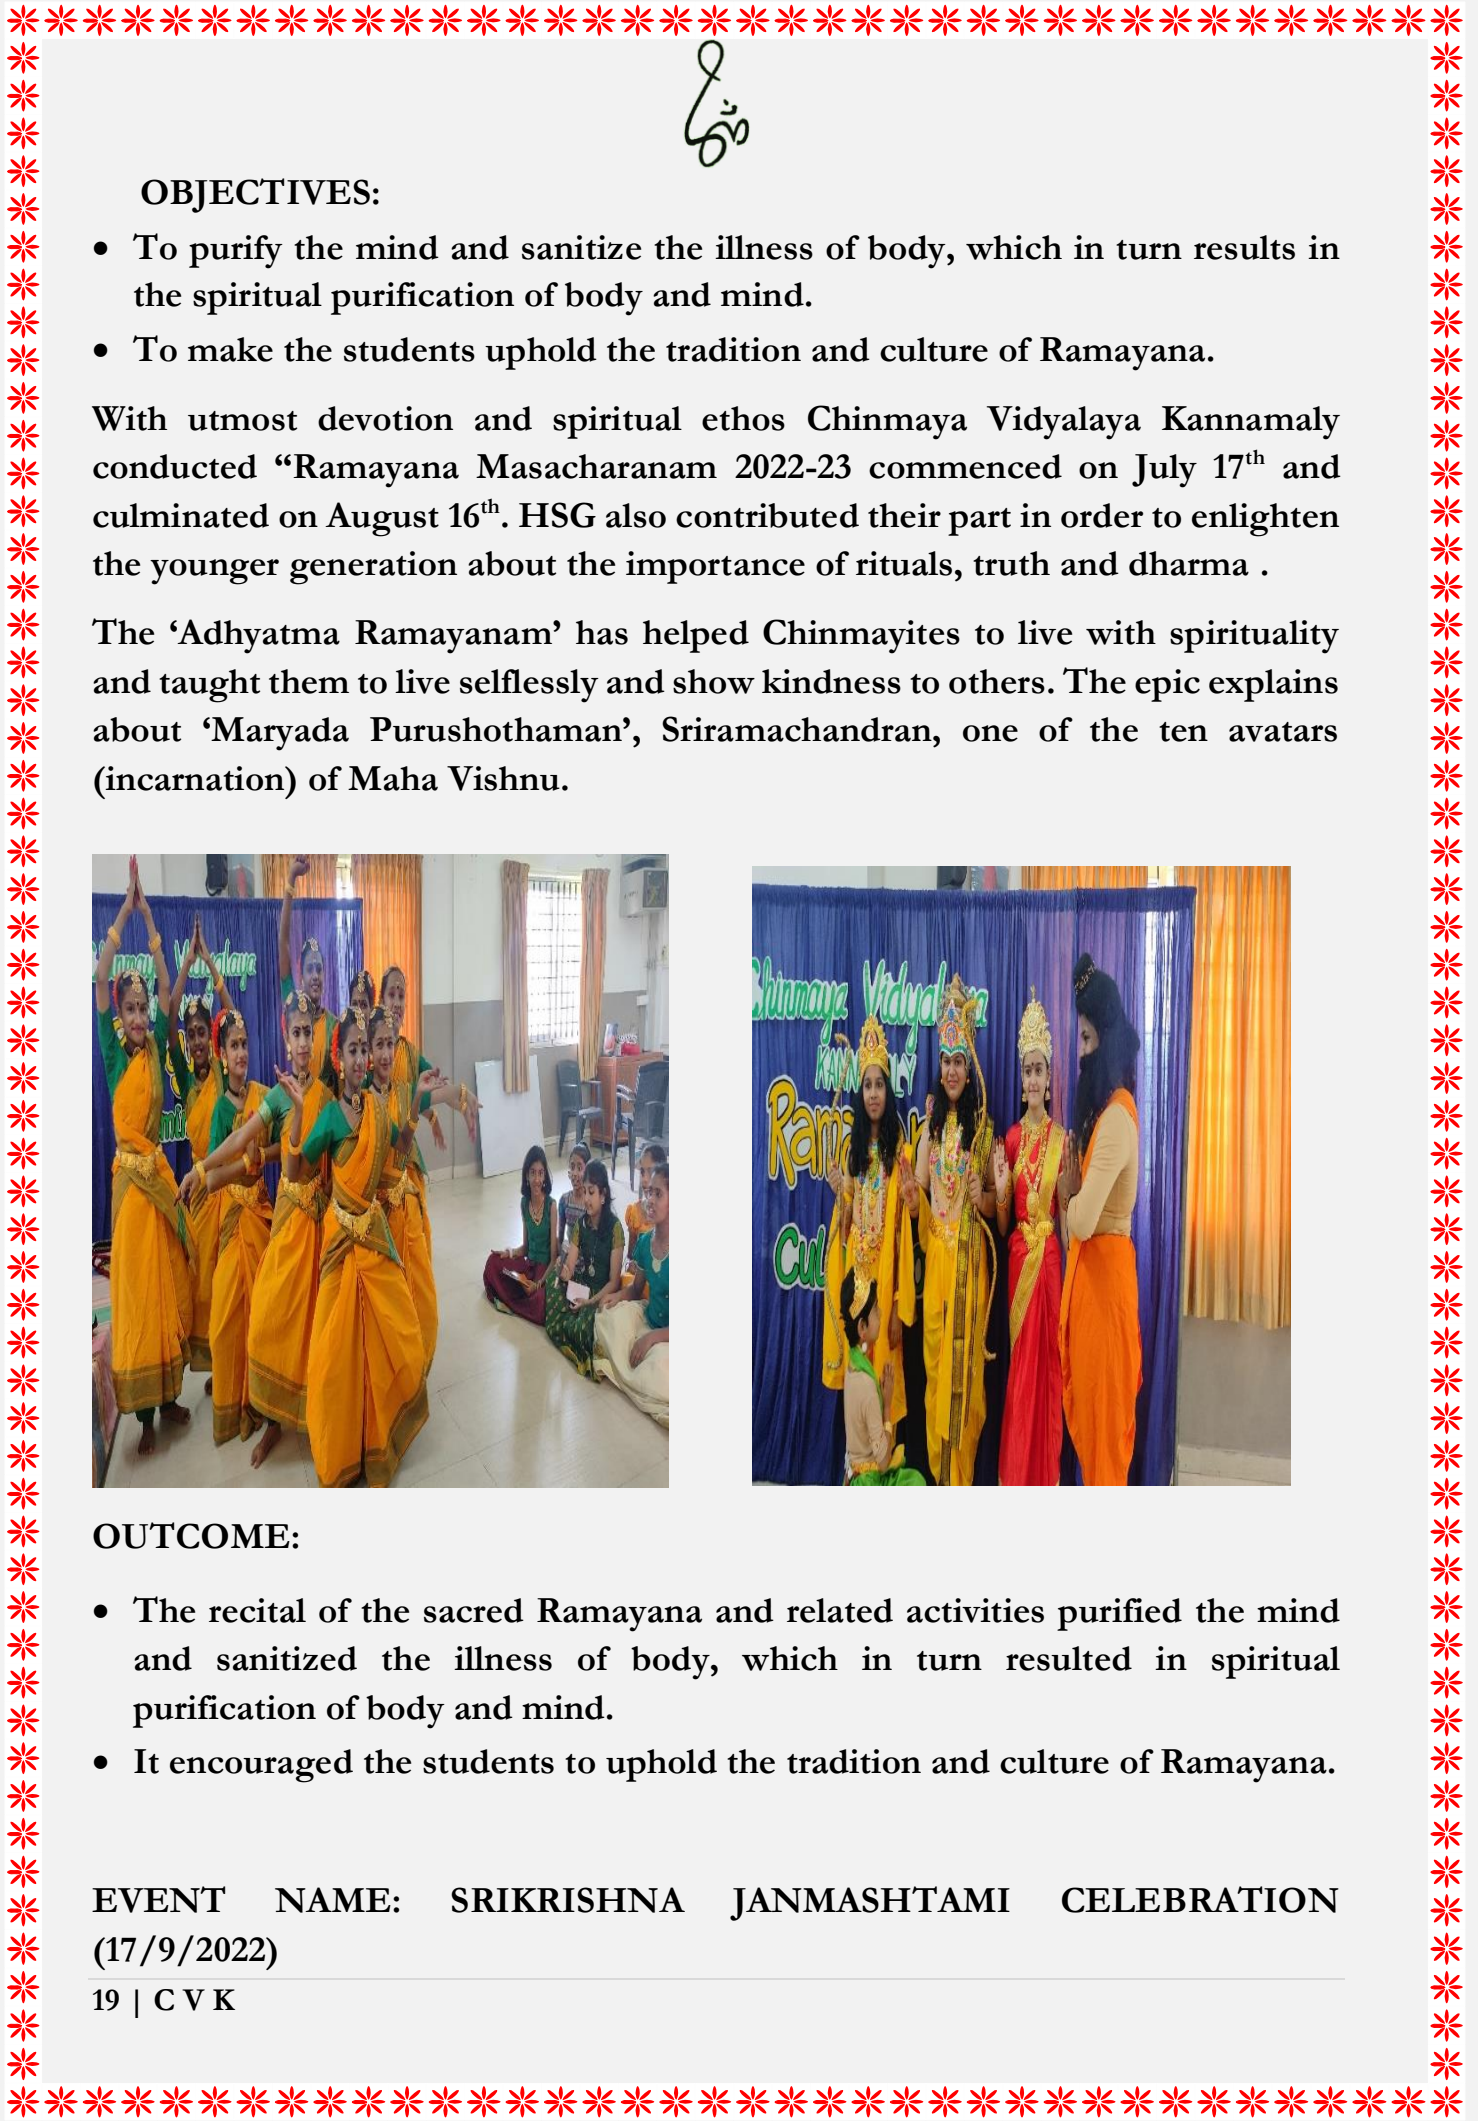 OBJECTIVES:
• To purify the mind and sanitize the illness of body, which in turn results in
the spiritual purification of body and mind.
• To make the students uphold the tradition and culture of Ramayana.
With utmost devotion and spiritual ethos Chinmaya Vidyalaya Kannamaly
conducted “Ramayana Masacharanam 2022-23 commenced on July 17th and
culminated on August 16th. HSG also contributed their part in order to enlighten
the younger generation about the importance of rituals, truth and dharma .
The ‘Adhyatma Ramayanam’ has helped Chinmayites to live with spirituality
and taught them to live selflessly and show kindness to others. The epic explains
about ‘Maryada Purushothaman’, Sriramachandran, one of the ten avatars
(incarnation) of Maha Vishnu.
Vidyalaya
Chinmaya Vidyalaya
OUTCOME:
• The recital of the sacred Ramayana and related activities purified the mind
and sanitized the illness of body, which in turn resulted in spiritual
purification of body and mind.
• It encouraged the students to uphold the tradition and culture of Ramayana.
EVENT NAME: SRIKRISHNA JANMASHTAMI CELEBRATION
(17/9/2022)
19 | C V K